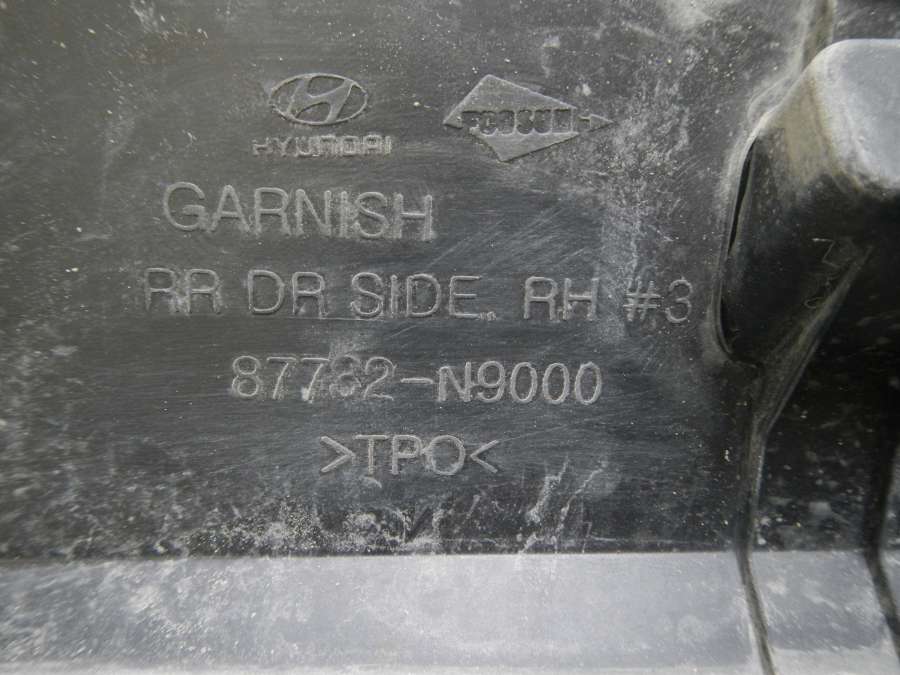 HYUNDAI
GARNISH
RR DR SIDE, RH #3
87732-N9000
>TPO<